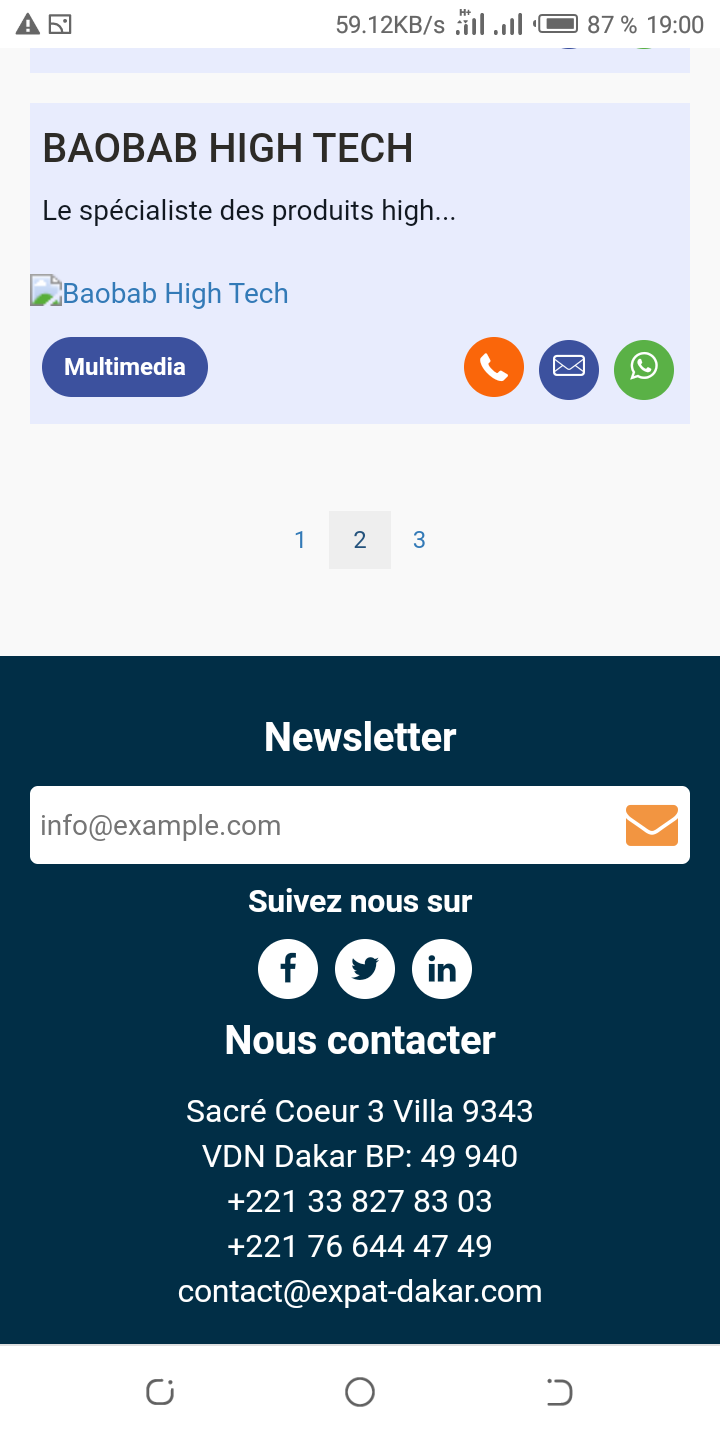 59.12KB/s H+ 87 % 19:00
BAOBAB HIGH TECH
Le spécialiste des produits high...
Baobab High Tech
Multimedia
1 2 3
Newsletter
info@example.com
Suivez nous sur
Nous contacter
Sacré Coeur 3 Villa 9343
VDN Dakar BP: 49 940
+221 33 827 83 03
+221 76 644 47 49
contact@expat-dakar.com